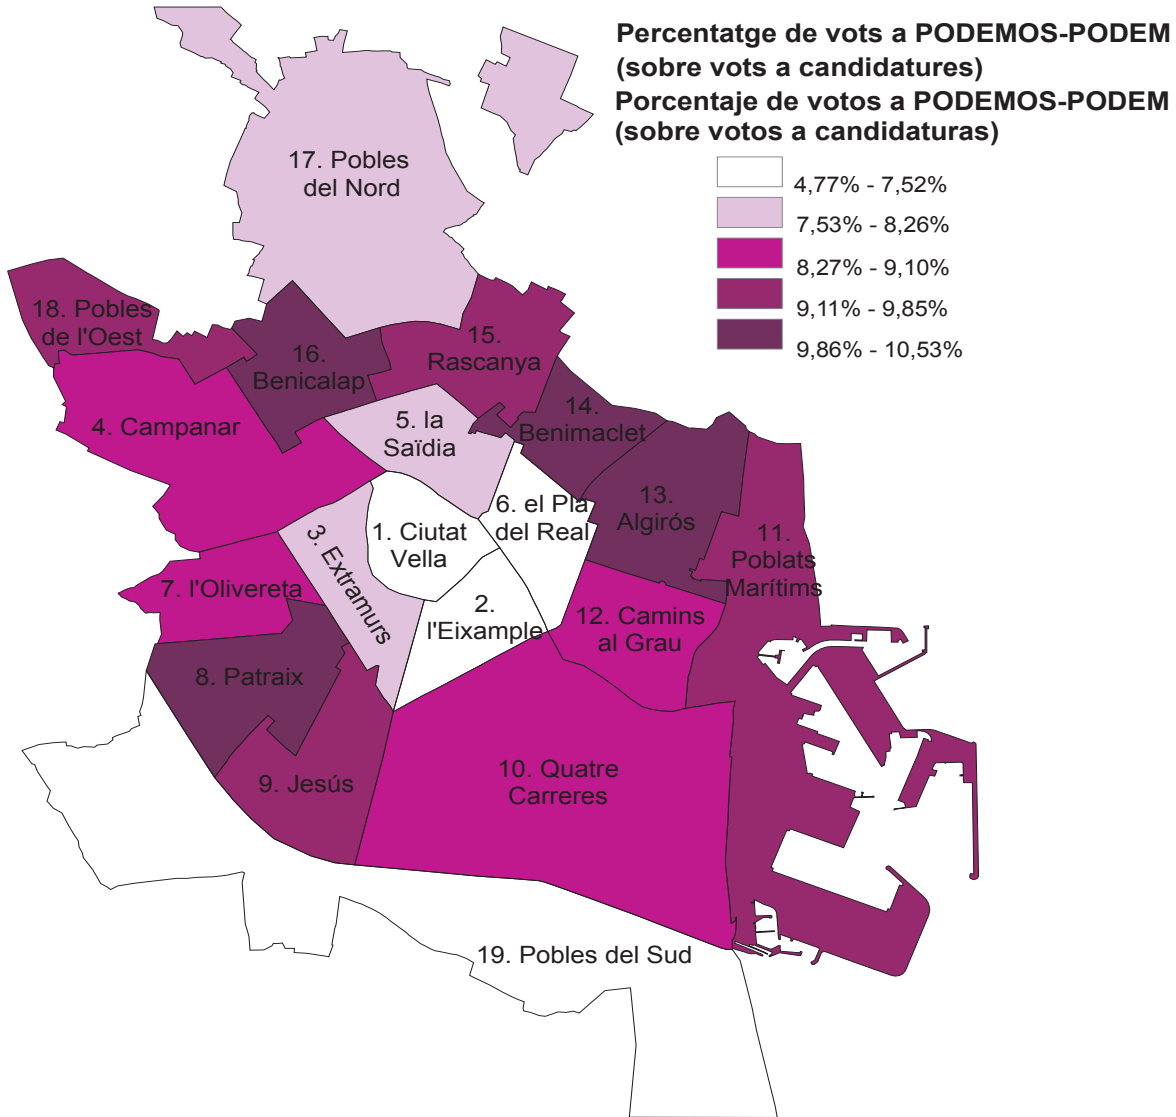 Percentatge de vots a PODEMOS-PODEM
(sobre vots a candidatures)
Porcentaje de votos a PODEMOS-PODEM
(sobre votos a candidaturas)
4,77% - 7,52%
7,53% - 8,26%
8,27% - 9,10%
9,11% - 9,85%
9,86% - 10,53%
17. Pobles
del Nord
18. Pobles
de l'Oest
16.
Benicalap
15.
Rascanya
4. Campanar
5. la
Saïdia
14.
Benimaclet
6. el Pla
del Real
13.
Algirós
1. Ciutat
Vella
3. Extramurs
11.
Poblats
Marítims
7. l'Olivereta
2.
l'Eixample
12. Camins
al Grau
8. Patraix
9. Jesús
10. Quatre
Carreres
19. Pobles del Sud